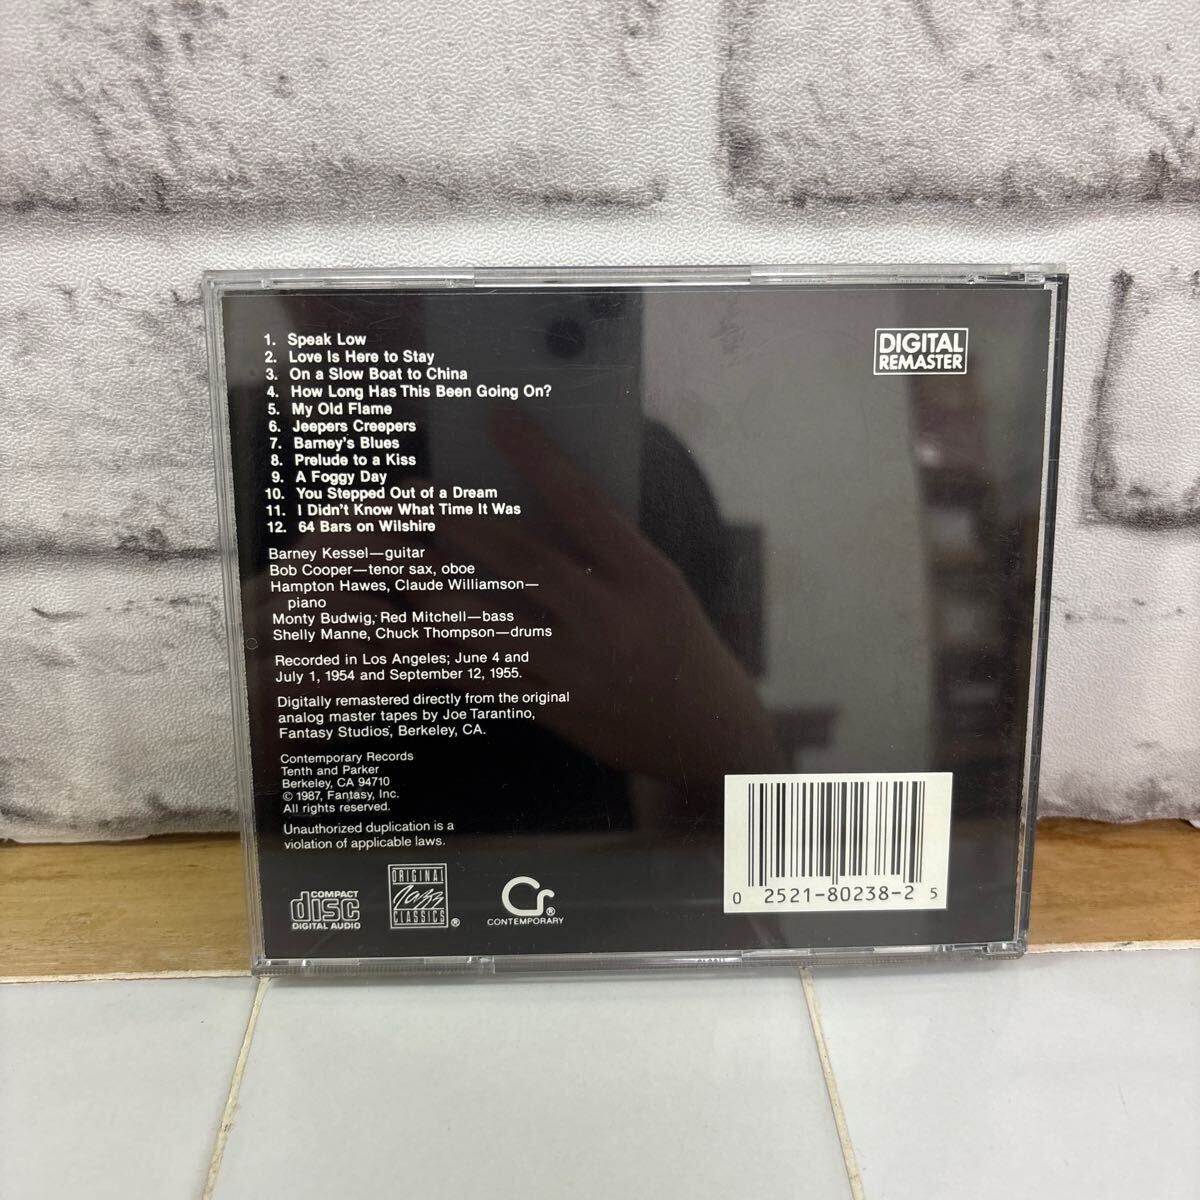 1. Speak Low
2. Love Is Here to Stay
3. On a Slow Boat to China
4. How Long Has This Been Going On?
5. My Old Flame
6. Jeepers Creepers
7. Barney's Blues
8. Prelude to a Kiss
9. A Foggy Day
10. You Stepped Out of a Dream
11. I Didn't Know What Time It Was
12. 64 Bars on Wilshire
DIGITAL
REMASTER
Barney Kessel—guitar
Bob Cooper—tenor sax, oboe
Hampton Hawes, Claude Williamson—
piano
Monty Budwig, Red Mitchell—bass
Shelly Manne, Chuck Thompson—drums
Recorded in Los Angeles; June 4 and
July 1, 1954 and September 12, 1955.
Digitally remastered directly from the original
analog master tapes by Joe Tarantino,
Fantasy Studios, Berkeley, CA.
Contemporary Records
Tenth and Parker
Berkeley, CA 94710
© 1987, Fantasy, Inc.
All rights reserved.
Unauthorized duplication is a
violation of applicable laws.
COMPACT
disc
DIGITAL AUDIO
ORIGINAL
Jazz
CLASSICS ®
Cr ®
CONTEMPORARY
0 2521-80238-2 5